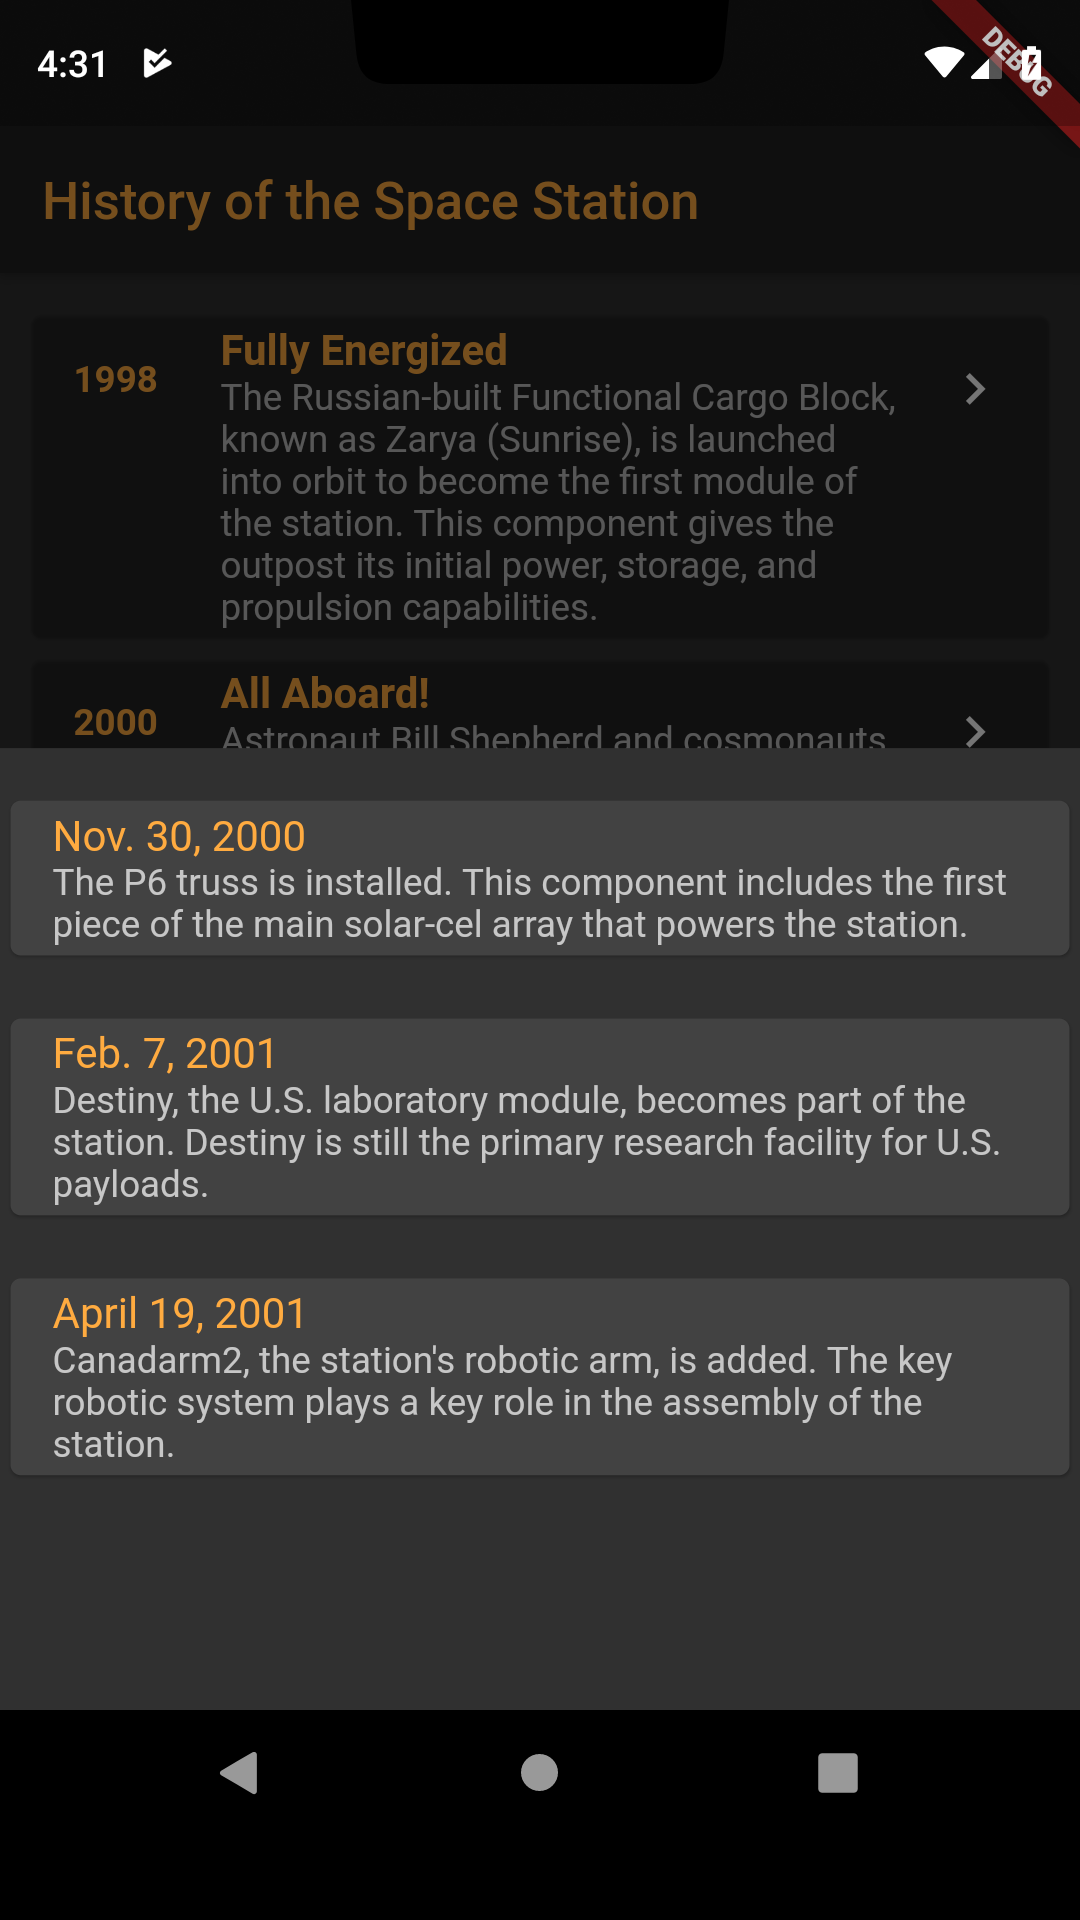 4:31
DEBUG
History of the Space Station
Fully Energized
1998
The Russian-built Functional Cargo Block,
known as Zarya (Sunrise), is launched
into orbit to become the first module of
the station. This component gives the
outpost its initial power, storage, and
propulsion capabilities.
All Aboard!
2000
Astronaut Bill Shepherd and cosmonauts
Nov. 30, 2000
The P6 truss is installed. This component includes the first
piece of the main solar-cel array that powers the station.
Feb. 7, 2001
Destiny, the U.S. laboratory module, becomes part of the
station. Destiny is still the primary research facility for U.S.
payloads.
April 19, 2001
Canadarm2, the station's robotic arm, is added. The key
robotic system plays a key role in the assembly of the
station.